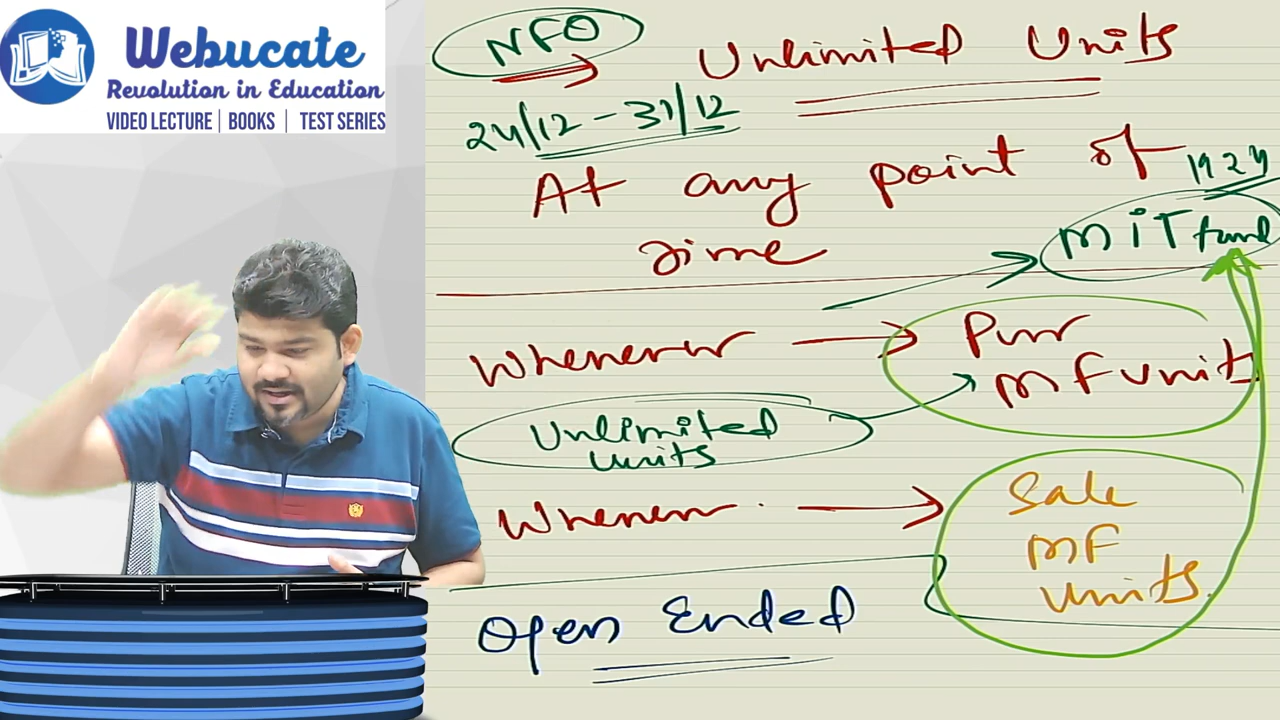 Webucate
Revolution in Education
VIDEO LECTURE | BOOKS | TEST SERIES
NFO
Unlimited Units
24/12 - 31/12
At any point of
Time
1924
MiT fund
Whenever
Purr
MF units
Unlimited
units
Whenever
Sale
MF
Units.
Open Ended